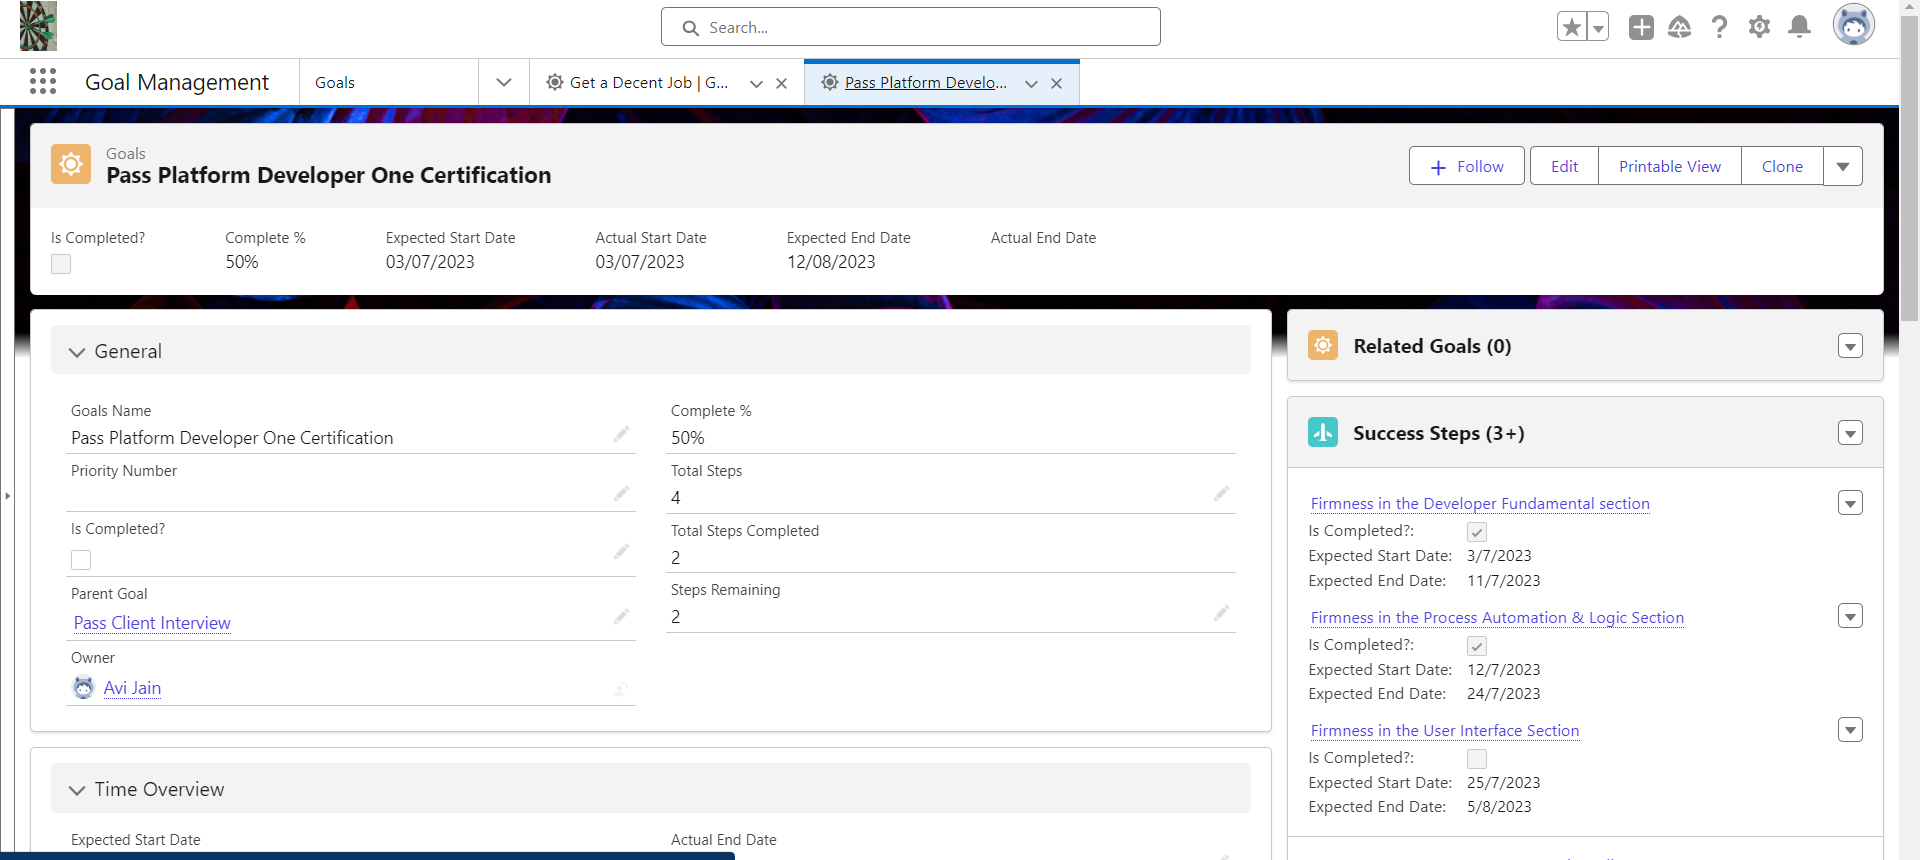 Search...
Goal Management
Goals
Get a Decent Job | G...
Pass Platform Develo...
Goals
Pass Platform Developer One Certification
Follow
Edit
Printable View
Clone
Is Completed?
Complete %
50%
Expected Start Date
03/07/2023
Actual Start Date
03/07/2023
Expected End Date
12/08/2023
Actual End Date
General
Goals Name
Pass Platform Developer One Certification
Priority Number
Is Completed?
Parent Goal
Pass Client Interview
Owner
Avi Jain
Complete %
50%
Total Steps
4
Total Steps Completed
2
Steps Remaining
2
Time Overview
Expected Start Date
Actual End Date
Related Goals (0)
Success Steps (3+)
Firmness in the Developer Fundamental section
Is Completed?:
Expected Start Date: 3/7/2023
Expected End Date: 11/7/2023
Firmness in the Process Automation & Logic Section
Is Completed?:
Expected Start Date: 12/7/2023
Expected End Date: 24/7/2023
Firmness in the User Interface Section
Is Completed?:
Expected Start Date: 25/7/2023
Expected End Date: 5/8/2023